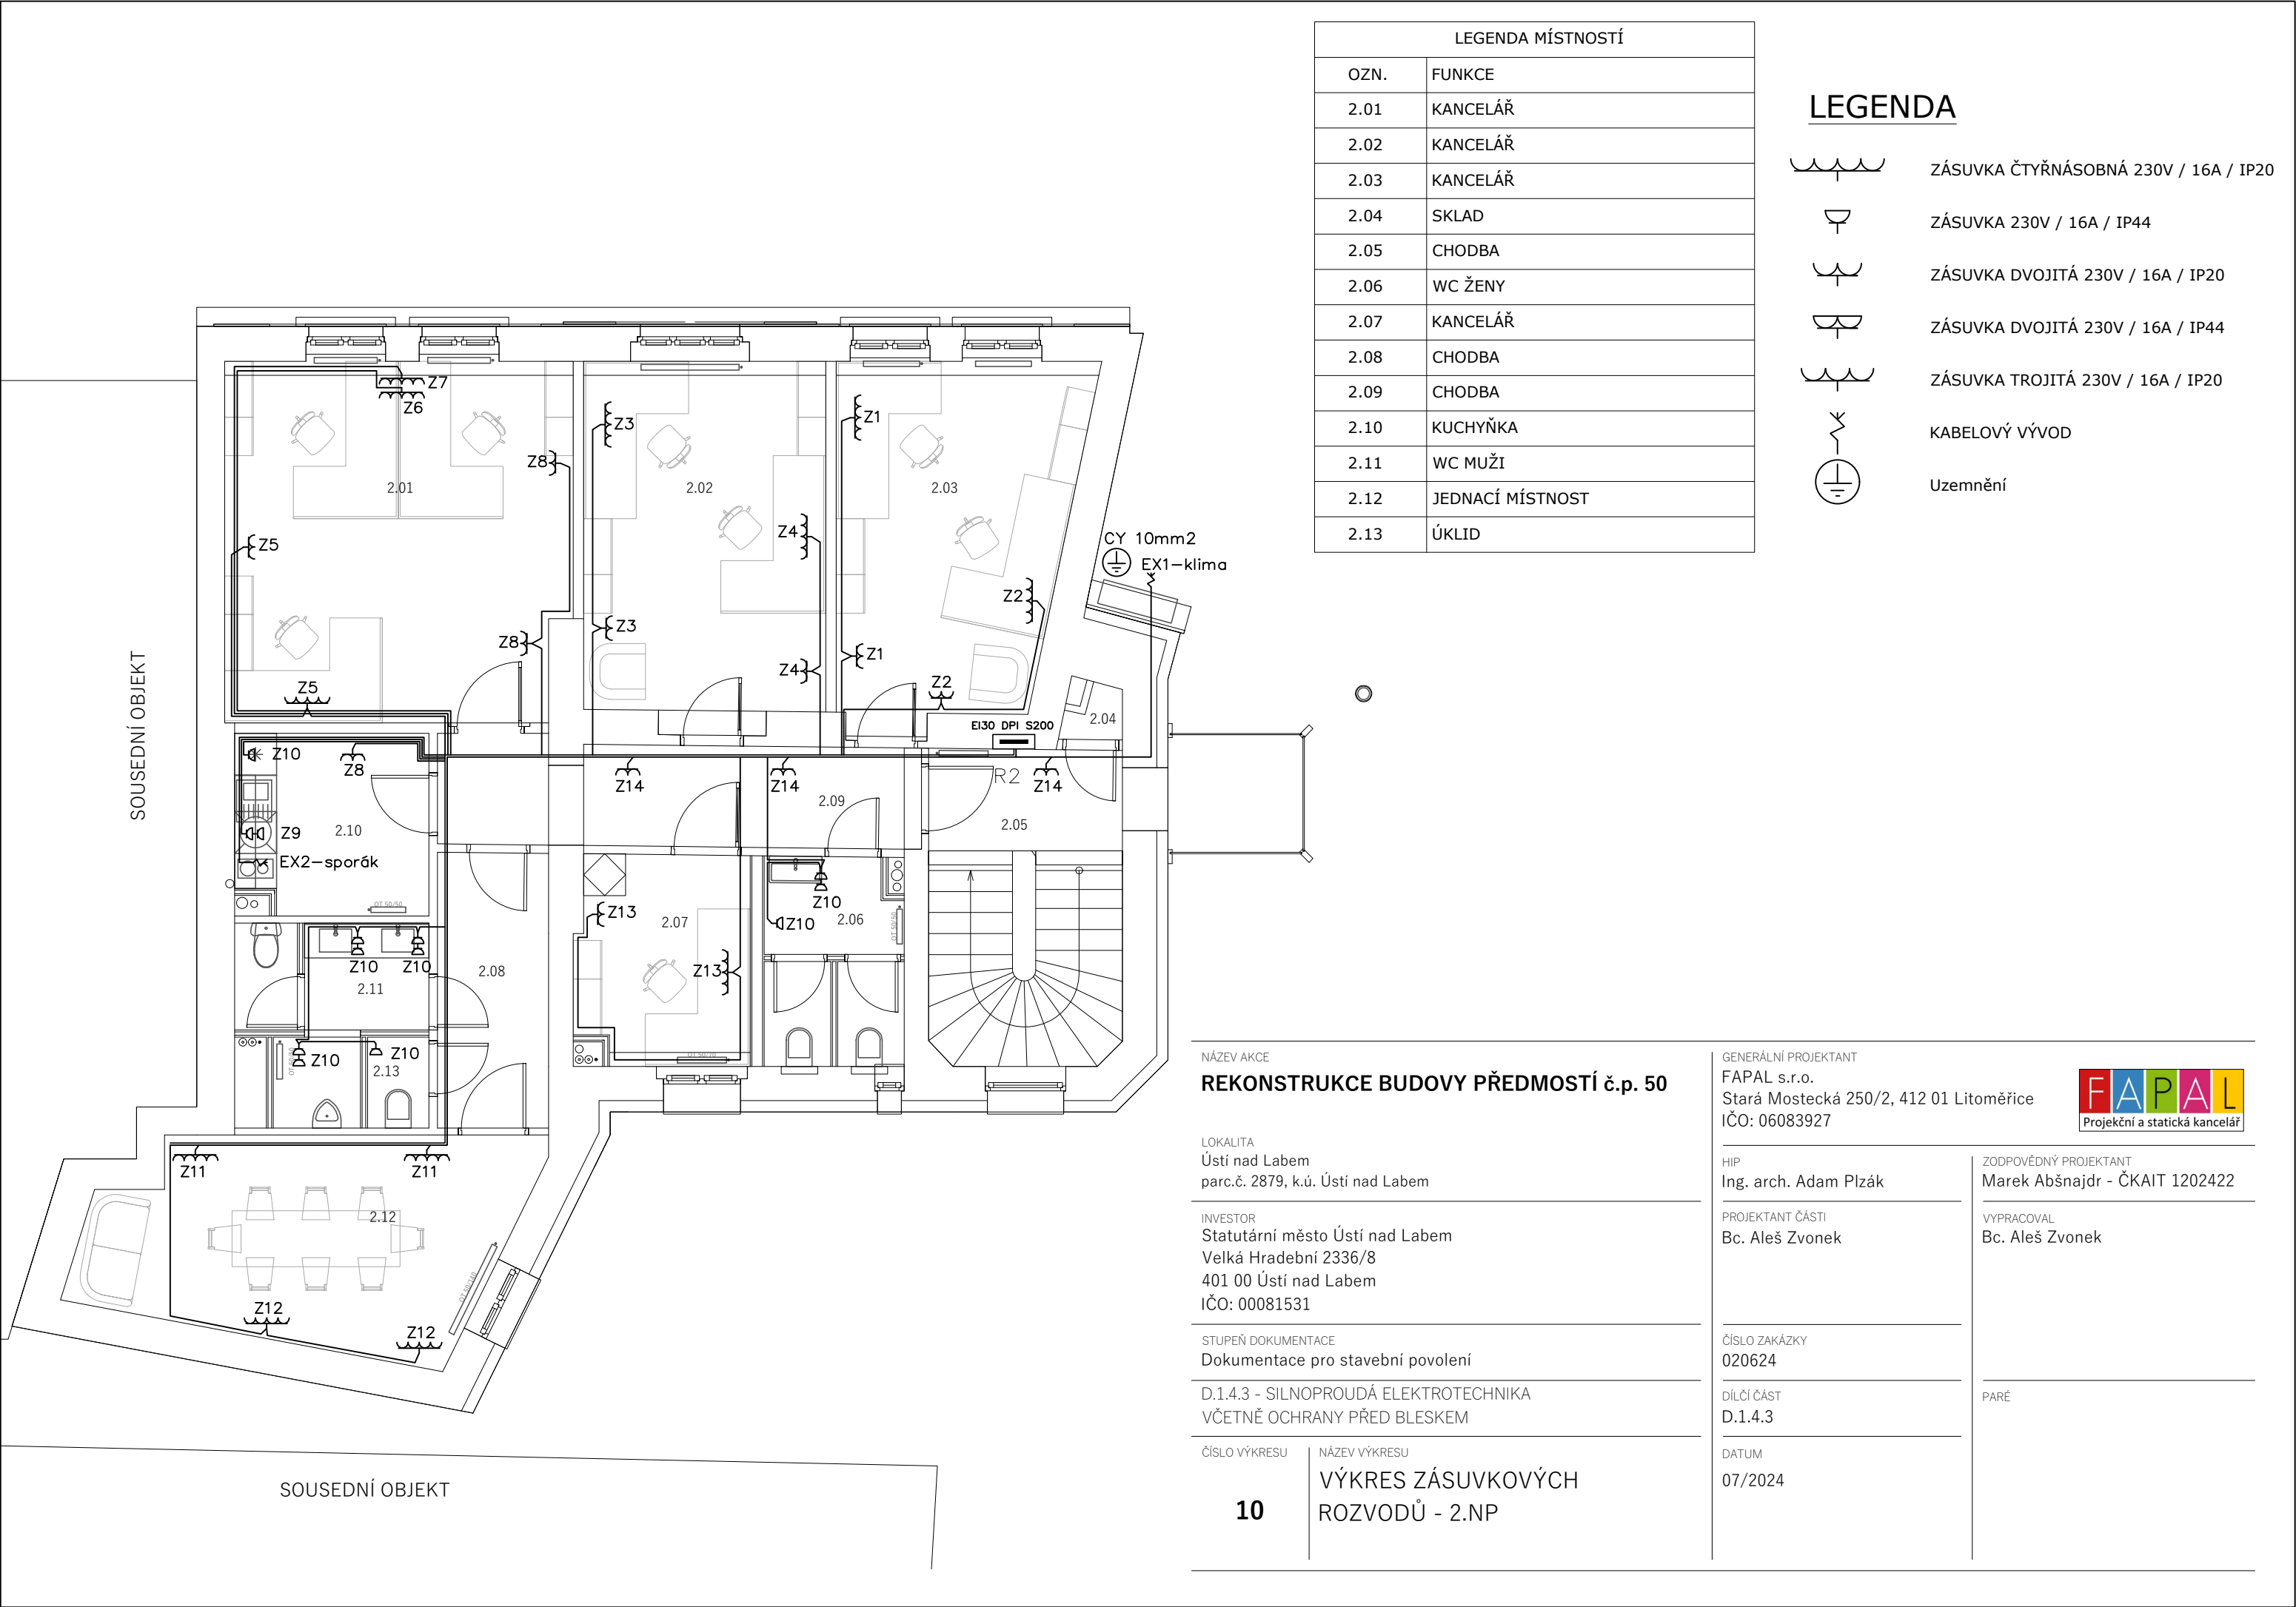 LEGENDA MÍSTNOSTÍ
OZN. FUNKCE
2.01 KANCELÁŘ
2.02 KANCELÁŘ
2.03 KANCELÁŘ
2.04 SKLAD
2.05 CHODBA
2.06 WC ŽENY
2.07 KANCELÁŘ
2.08 CHODBA
2.09 CHODBA
2.10 KUCHYŇKA
2.11 WC MUŽI
2.12 JEDNACÍ MÍSTNOST
2.13 ÚKLID
LEGENDA
ZÁSUVKA ČTYŘNÁSOBNÁ 230V / 16A / IP20
ZÁSUVKA 230V / 16A / IP44
ZÁSUVKA DVOJITÁ 230V / 16A / IP20
ZÁSUVKA DVOJITÁ 230V / 16A / IP44
ZÁSUVKA TROJITÁ 230V / 16A / IP20
KABELOVÝ VÝVOD
Uzemnění
Z7
Z6
Z3
Z1
Z8
2.01
2.02
2.03
Z5
Z4
CY 10mm2
EX1-klima
Z2
Z8
Z3
Z4
Z1
Z5
Z2
EI30 DPI S200
2.04
SOUSEDNÍ OBJEKT
Z10
Z8
Z14
Z14
R2
Z14
2.09
2.05
Z9
2.10
EX2-sporák
OT 50/50
Z13
2.07
Z10
Z10
2.06
OT 50/50
Z10
Z10
2.08
Z13
2.11
Z10
Z10
2.13
OT 50/70
Z11
Z11
2.12
OT 50/140
Z12
Z12
SOUSEDNÍ OBJEKT
NÁZEV AKCE
REKONSTRUKCE BUDOVY PŘEDMOSTÍ č.p. 50
LOKALITA
Ústí nad Labem
parc.č. 2879, k.ú. Ústí nad Labem
INVESTOR
Statutární město Ústí nad Labem
Velká Hradební 2336/8
401 00 Ústí nad Labem
IČO: 00081531
STUPEŇ DOKUMENTACE
Dokumentace pro stavební povolení
D.1.4.3 - SILNOPROUDÁ ELEKTROTECHNIKA
VČETNĚ OCHRANY PŘED BLESKEM
ČÍSLO VÝKRESU
10
NÁZEV VÝKRESU
VÝKRES ZÁSUVKOVÝCH
ROZVODŮ - 2.NP
GENERÁLNÍ PROJEKTANT
FAPAL s.r.o.
Stará Mostecká 250/2, 412 01 Litoměřice
IČO: 06083927
FAPAL
Projekční a statická kancelář
HIP
Ing. arch. Adam Plzák
ZODPOVĚDNÝ PROJEKTANT
Marek Abšnajdr - ČKAIT 1202422
PROJEKTANT ČÁSTI
Bc. Aleš Zvonek
VYPRACOVAL
Bc. Aleš Zvonek
ČÍSLO ZAKÁZKY
020624
DÍLČÍ ČÁST
D.1.4.3
PARÉ
DATUM
07/2024